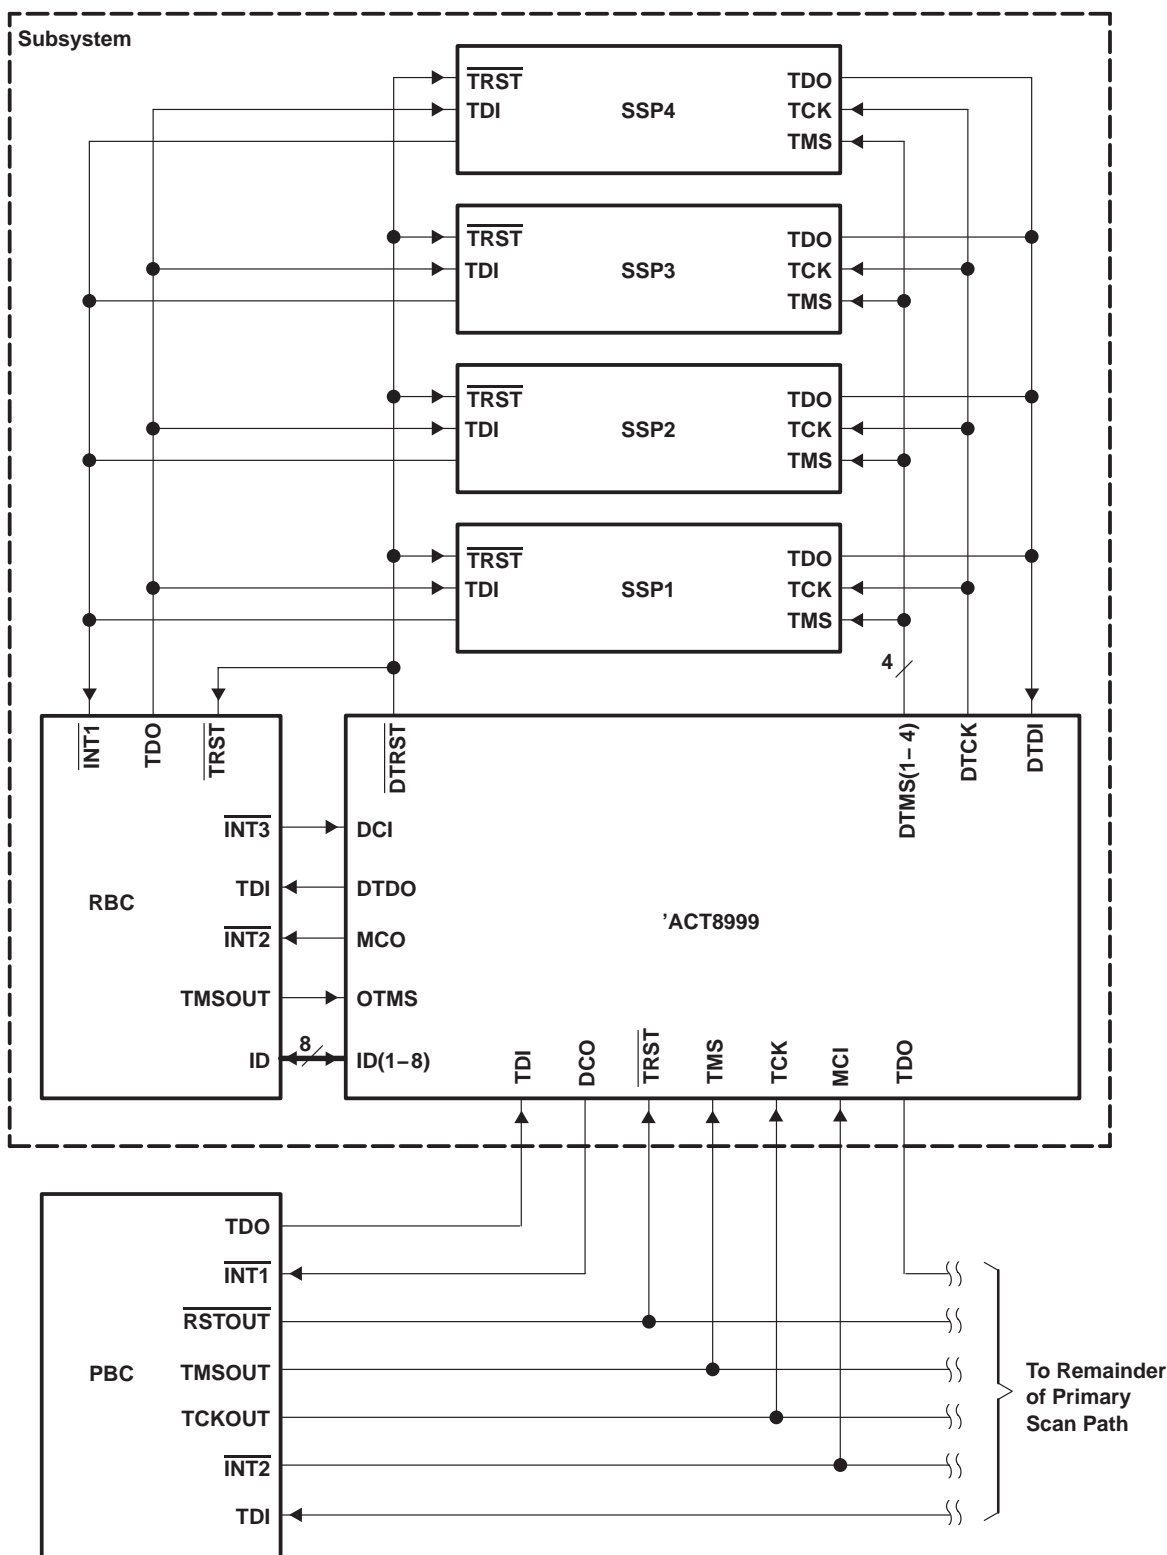 Subsystem
TRST
TDI
SSP4
TDO
TCK
TMS
TRST
TDI
SSP3
TDO
TCK
TMS
TRST
TDI
SSP2
TDO
TCK
TMS
TRST
TDI
SSP1
TDO
TCK
TMS
4
INT1
TDO
TRST
DTRST
DTMS(1–4)
DTCK
DTDI
INT3
DCI
TDI
DTDO
RBC
INT2
MCO
'ACT8999
TMSOUT
OTMS
ID
8
ID(1–8)
TDI
DCO
TRST
TMS
TCK
MCI
TDO
TDO
INT1
RSTOUT
PBC
TMSOUT
TCKOUT
INT2
TDI
To Remainder
of Primary
Scan Path